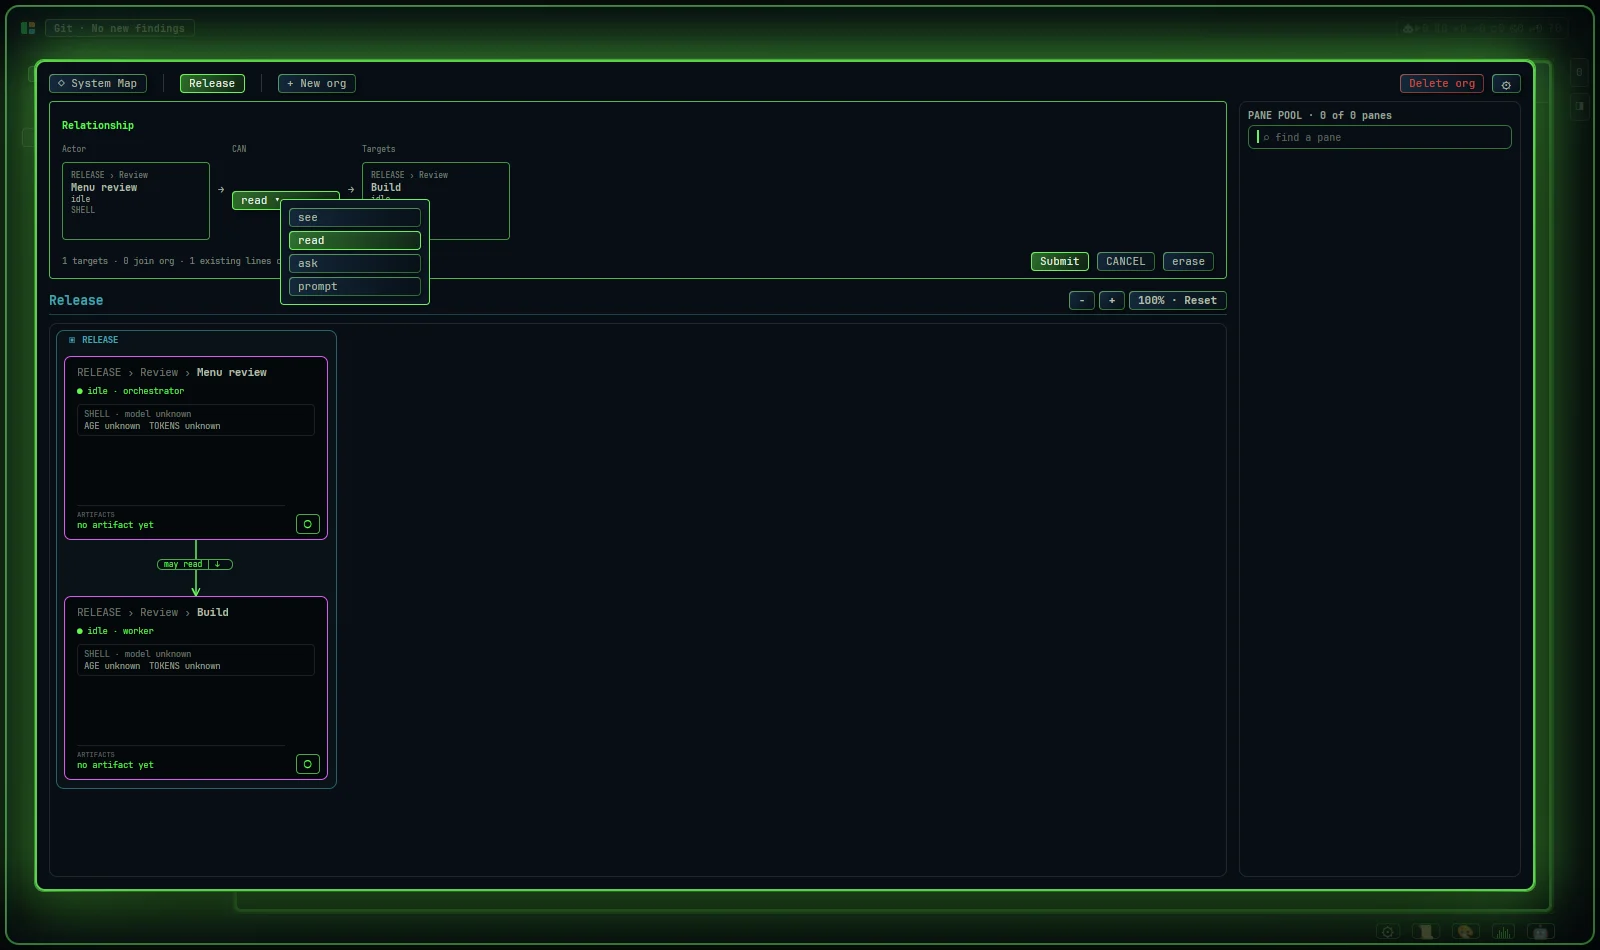 Git · No new findings
◇ System Map
Release
+ New org
Delete org
Relationship
Actor
CAN
Targets
RELEASE › Review
Menu review
idle
SHELL
→
read
→
RELEASE › Review
Build
idle
see
read
ask
prompt
1 targets · 0 join org · 1 existing lines
Submit
CANCEL
erase
PANE POOL · 0 of 0 panes
find a pane
Release
-
+
100% · Reset
RELEASE
RELEASE › Review › Menu review
● idle · orchestrator
SHELL · model unknown
AGE unknown TOKENS unknown
ARTIFACTS
no artifact yet
may read | ↓
RELEASE › Review › Build
● idle · worker
SHELL · model unknown
AGE unknown TOKENS unknown
ARTIFACTS
no artifact yet